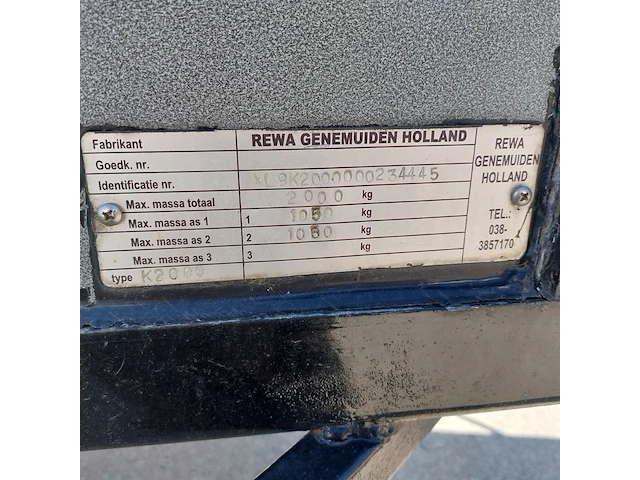 Fabrikant REWA GENEMUIDEN HOLLAND
Goedk. nr.
Identificatie nr.
Max. massa totaal 2000 kg
Max. massa as 1 1 1050 kg
Max. massa as 2 2 1050 kg
Max. massa as 3 3 kg
type
REWA
GENEMUIDEN
HOLLAND
TEL.:
038-
3857170